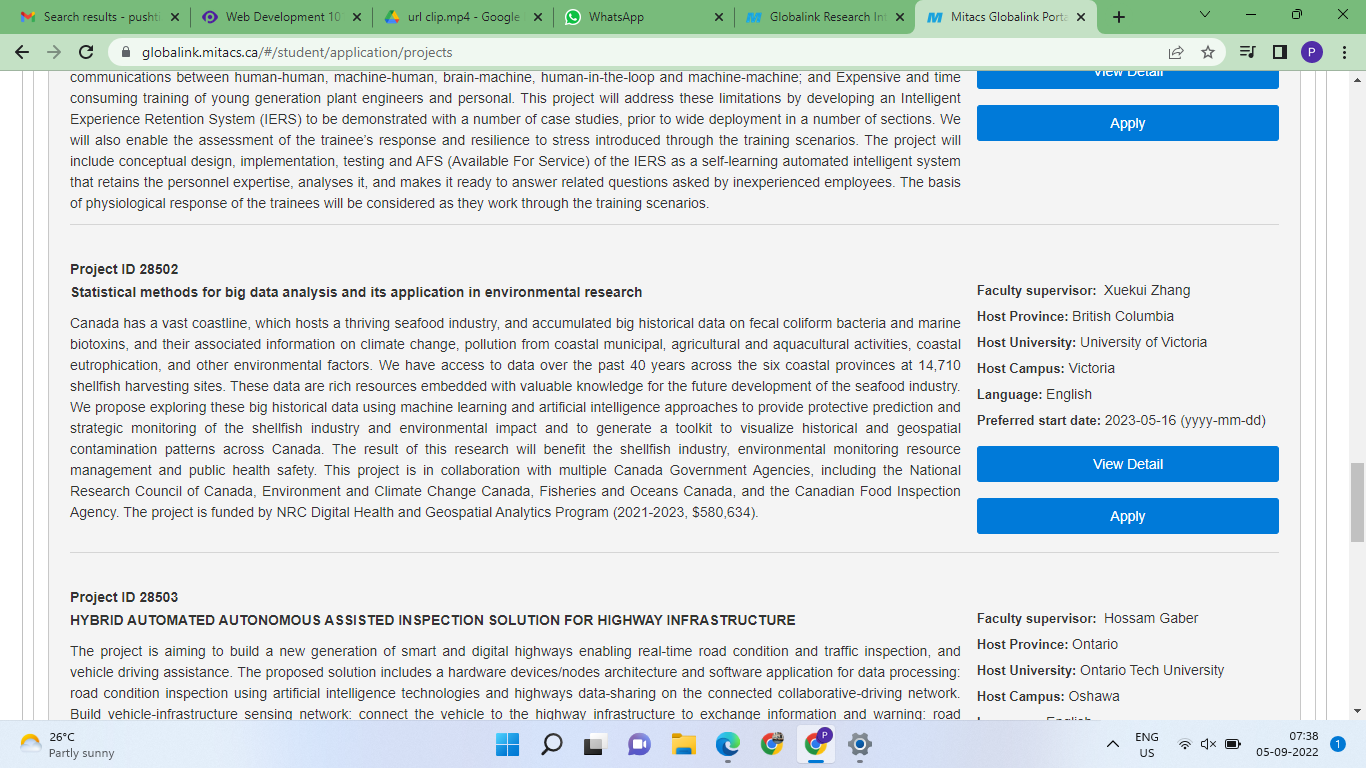 Search results - pushti
Web Development 10
url clip.mp4 - Google
WhatsApp
Globalink Research Int
Mitacs Globalink Porta
globalink.mitacs.ca/#/student/application/projects
P
communications between human-human, machine-human, brain-machine, human-in-the-loop and machine-machine; and Expensive and time
consuming training of young generation plant engineers and personal. This project will address these limitations by developing an Intelligent
Experience Retention System (IERS) to be demonstrated with a number of case studies, prior to wide deployment in a number of sections. We
will also enable the assessment of the trainee's response and resilience to stress introduced through the training scenarios. The project will
include conceptual design, implementation, testing and AFS (Available For Service) of the IERS as a self-learning automated intelligent system
that retains the personnel expertise, analyses it, and makes it ready to answer related questions asked by inexperienced employees. The basis
of physiological response of the trainees will be considered as they work through the training scenarios.
View Detail
Apply
Project ID 28502
Statistical methods for big data analysis and its application in environmental research
Canada has a vast coastline, which hosts a thriving seafood industry, and accumulated big historical data on fecal coliform bacteria and marine
biotoxins, and their associated information on climate change, pollution from coastal municipal, agricultural and aquacultural activities, coastal
eutrophication, and other environmental factors. We have access to data over the past 40 years across the six coastal provinces at 14,710
shellfish harvesting sites. These data are rich resources embedded with valuable knowledge for the future development of the seafood industry.
We propose exploring these big historical data using machine learning and artificial intelligence approaches to provide protective prediction and
strategic monitoring of the shellfish industry and environmental impact and to generate a toolkit to visualize historical and geospatial
contamination patterns across Canada. The result of this research will benefit the shellfish industry, environmental monitoring resource
management and public health safety. This project is in collaboration with multiple Canada Government Agencies, including the National
Research Council of Canada, Environment and Climate Change Canada, Fisheries and Oceans Canada, and the Canadian Food Inspection
Agency. The project is funded by NRC Digital Health and Geospatial Analytics Program (2021-2023, $580,634).
Faculty supervisor: Xuekui Zhang
Host Province: British Columbia
Host University: University of Victoria
Host Campus: Victoria
Language: English
Preferred start date: 2023-05-16 (yyyy-mm-dd)
View Detail
Apply
Project ID 28503
HYBRID AUTOMATED AUTONOMOUS ASSISTED INSPECTION SOLUTION FOR HIGHWAY INFRASTRUCTURE
The project is aiming to build a new generation of smart and digital highways enabling real-time road condition and traffic inspection, and
vehicle driving assistance. The proposed solution includes a hardware devices/nodes architecture and software application for data processing:
road condition inspection using artificial intelligence technologies and highways data-sharing on the connected collaborative-driving network.
Build vehicle-infrastructure sensing network: connect the vehicle to the highway infrastructure to exchange information and warning: road
Faculty supervisor: Hossam Gaber
Host Province: Ontario
Host University: Ontario Tech University
Host Campus: Oshawa
Language: English
26°C
Partly sunny
P
ENG
US
07:38
05-09-2022
1